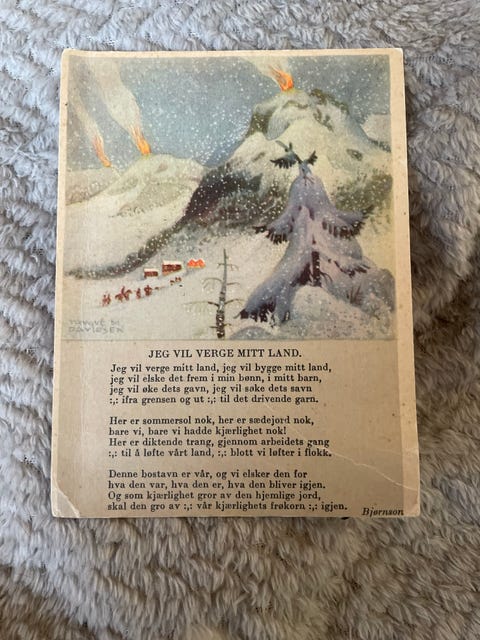 JEG VIL VERGE MITT LAND.
Jeg vil verge mitt land, jeg vil bygge mitt land,
jeg vil elske det frem i min bønn, i mitt barn,
jeg vil øke dets gavn, jeg vil søke dets savn
:,: ifra grensen og ut :,: til det drivende garn.
Her er sommersol nok, her er sædejord nok,
bare vi, bare vi hadde kjærlighet nok!
Her er diktende trang, gjennom arbeidets gang
:,: til å løfte vårt land, :,: blott vi løfter i flokk.
Denne bostavn er vår, og vi elsker den for
hva den var, hva den er, hva den bliver igjen.
Og som kjærlighet gror av den hjemlige jord,
skal den gro av :,: vår kjærlighets frøkorn :,: igjen.
Bjørnson